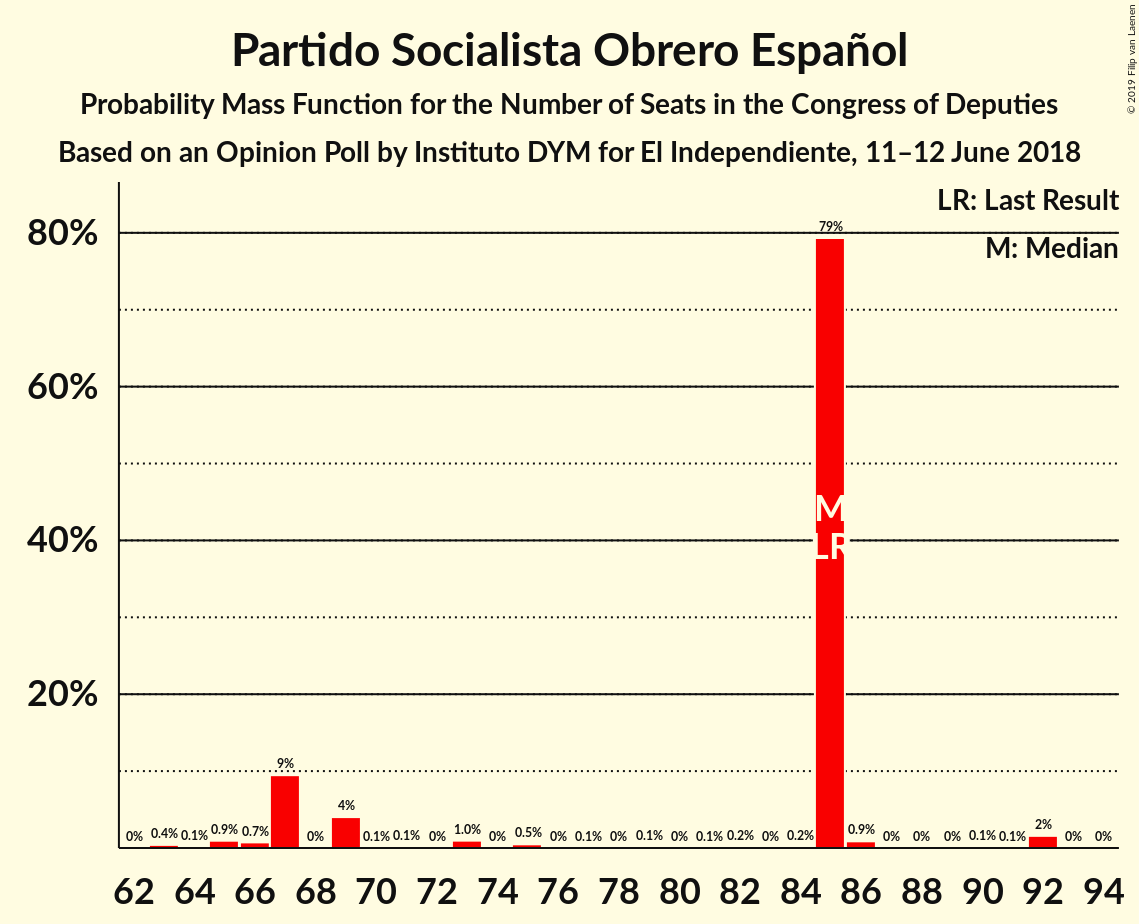 © 2019 Filip van Laenen
Partido Socialista Obrero Español
Probability Mass Function for the Number of Seats in the Congress of Deputies
Based on an Opinion Poll by Instituto DYM for El Independiente, 11–12 June 2018
LR: Last Result
M: Median
80%
60%
40%
20%
0% 0.4% 0.1% 0.9% 0.7% 9% 0% 4% 0.1% 0.1% 0% 1.0% 0% 0.5% 0% 0.1% 0% 0.1% 0% 0.1% 0.2% 0% 0.2% 79% 0.9% 0% 0% 0% 0.1% 0.1% 2% 0% 0%
M
LR
62 64 66 68 70 72 74 76 78 80 82 84 86 88 90 92 94